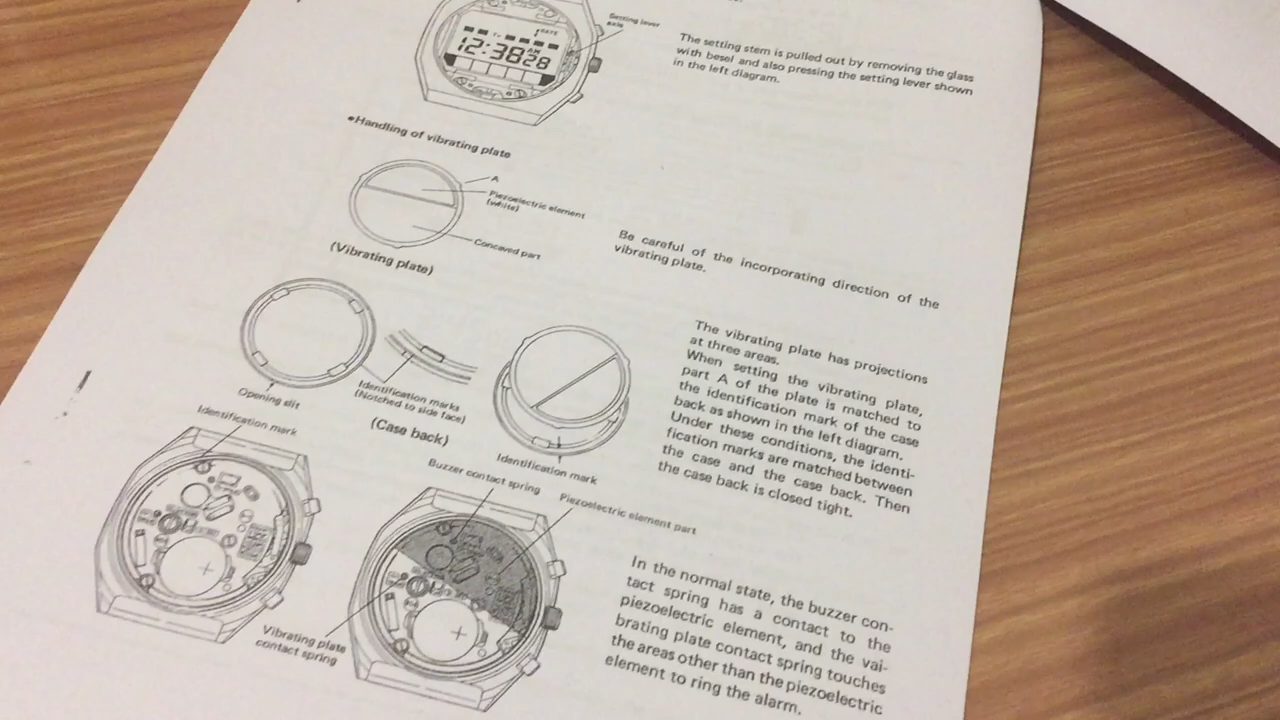 Setting lever
axle
DATE
12:38 28
The setting stem is pulled out by removing the glass
with besel and also pressing the setting lever shown
in the left diagram.
•Handling of vibrating plate
A
Piezoelectric element
(white)
Concaved part
(Vibrating plate)
Be careful of the incorporating direction of the
vibrating plate.
Opening slit
Identification marks
(Notched to side face)
(Case back)
Identification mark
The vibrating plate has projections
at three areas.
When setting the vibrating plate,
part A of the plate is matched to
the identification mark of the case
back as shown in the left diagram.
Under these conditions, the identi-
fication marks are matched between
the case and the case back. Then
the case back is closed tight.
Identification mark
Buzzer contact spring
Piezoelectric element part
Vibrating plate
contact spring
In the normal state, the buzzer con-
tact spring has a contact to the
piezoelectric element, and the vai-
brating plate contact spring touches
the areas other than the piezoelectric
element to ring the alarm.